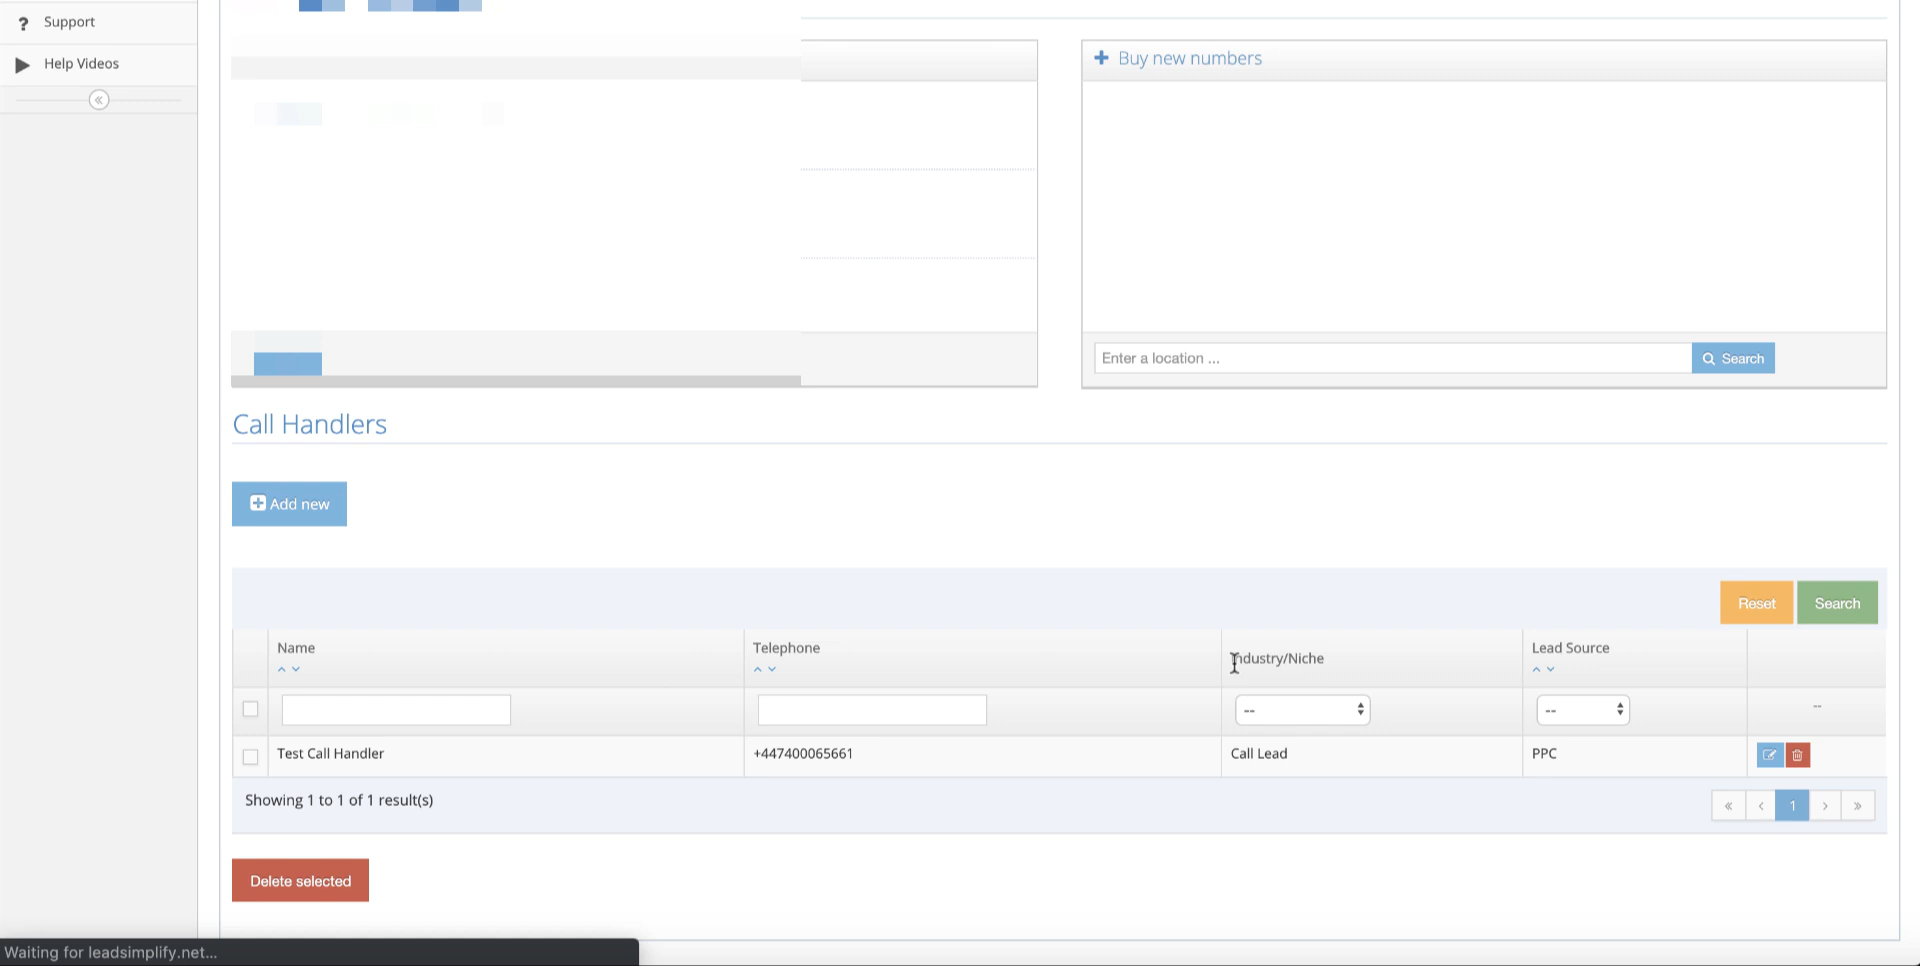 Support
Help Videos
Buy new numbers
Enter a location ...
Search
Call Handlers
Add new
Reset
Search
Name
Telephone
Industry/Niche
Lead Source
--
--
--
Test Call Handler
+447400065661
Call Lead
PPC
Showing 1 to 1 of 1 result(s)
« ‹ 1 › »
Delete selected
Waiting for leadsimplify.net...